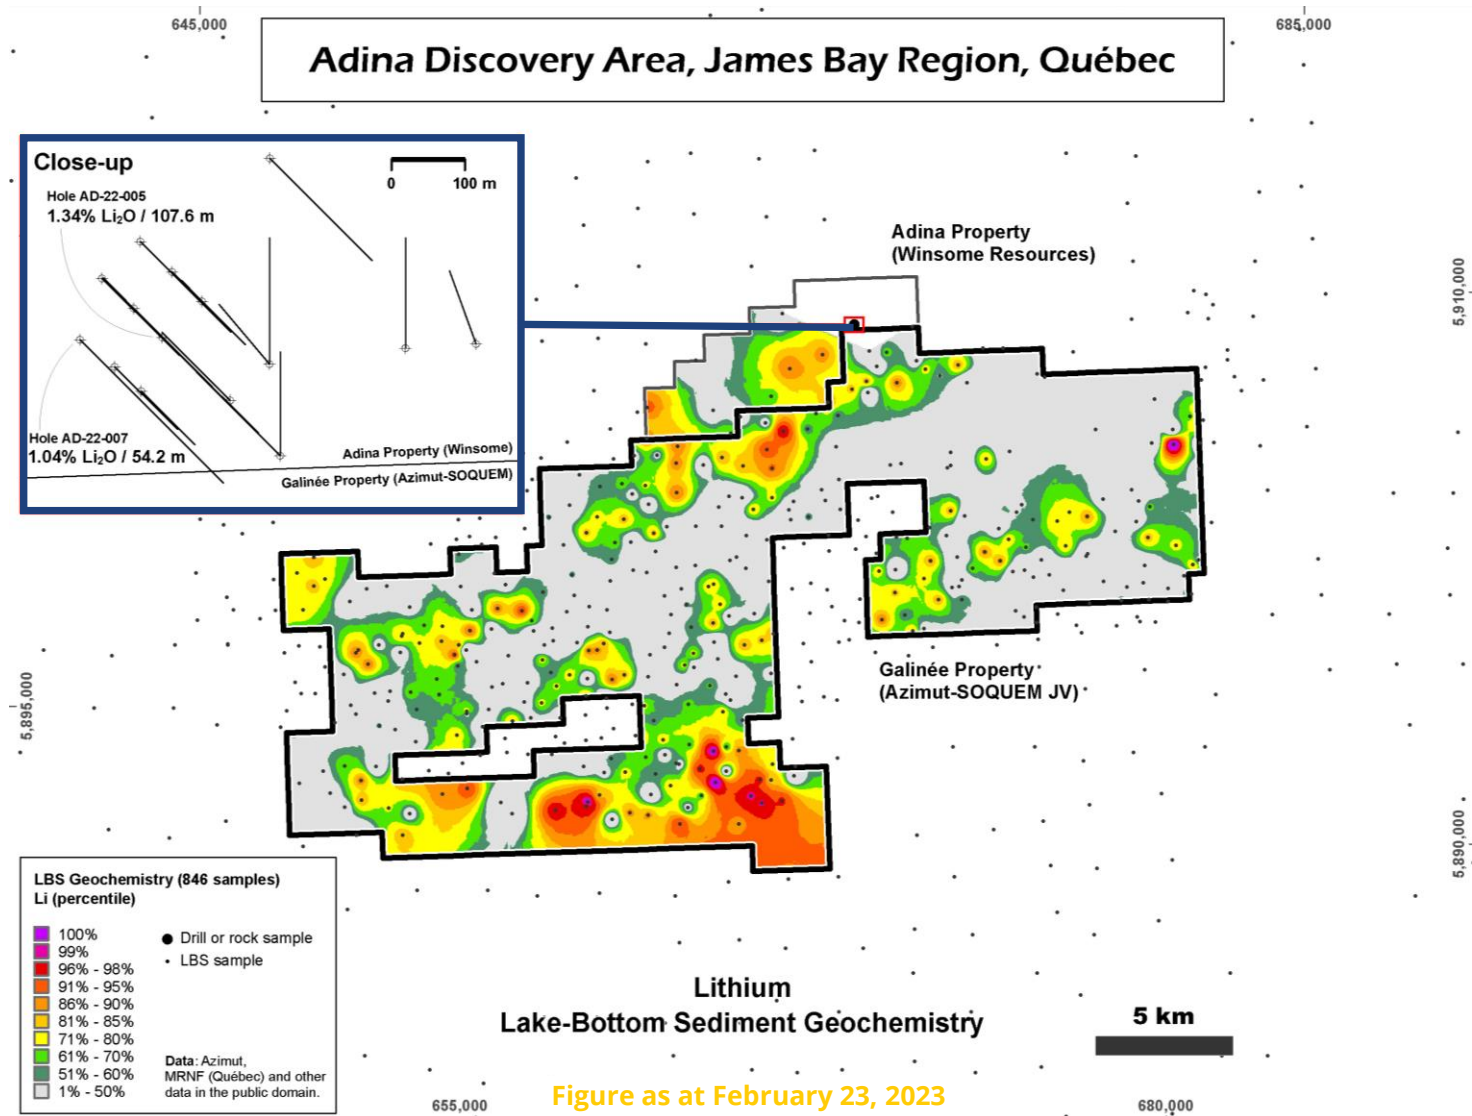 645,000
685,000
Adina Discovery Area, James Bay Region, Québec
Close-up
0 100 m
Hole AD-22-005
1.34% Li₂O / 107.6 m
Hole AD-22-007
1.04% Li₂O / 54.2 m
Adina Property (Winsome)
Galinée Property (Azimut-SOQUEM)
Adina Property
(Winsome Resources)
5,910,000
Galinée Property
(Azimut-SOQUEM JV)
5,895,000
5,890,000
LBS Geochemistry (846 samples)
Li (percentile)
100%
99%
96% - 98%
91% - 95%
86% - 90%
81% - 85%
71% - 80%
61% - 70%
51% - 60%
1% - 50%
Drill or rock sample
LBS sample
Data: Azimut,
MRNF (Québec) and other
data in the public domain.
Lithium
Lake-Bottom Sediment Geochemistry
5 km
Figure as at February 23, 2023
655,000
680,000